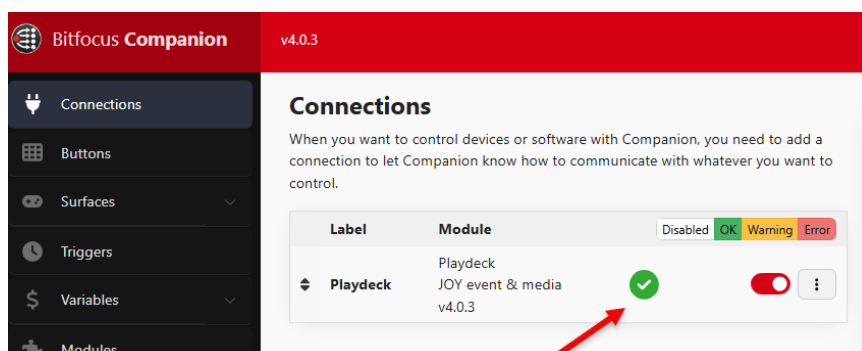 Bitfocus Companion
v4.0.3
Connections
Buttons
Surfaces
Triggers
Variables
Modules
Connections
When you want to control devices or software with Companion, you need to add a
connection to let Companion know how to communicate with whatever you want to
control.
Label Module Disabled OK Warning Error
Playdeck
Playdeck JOY event & media
v4.0.3